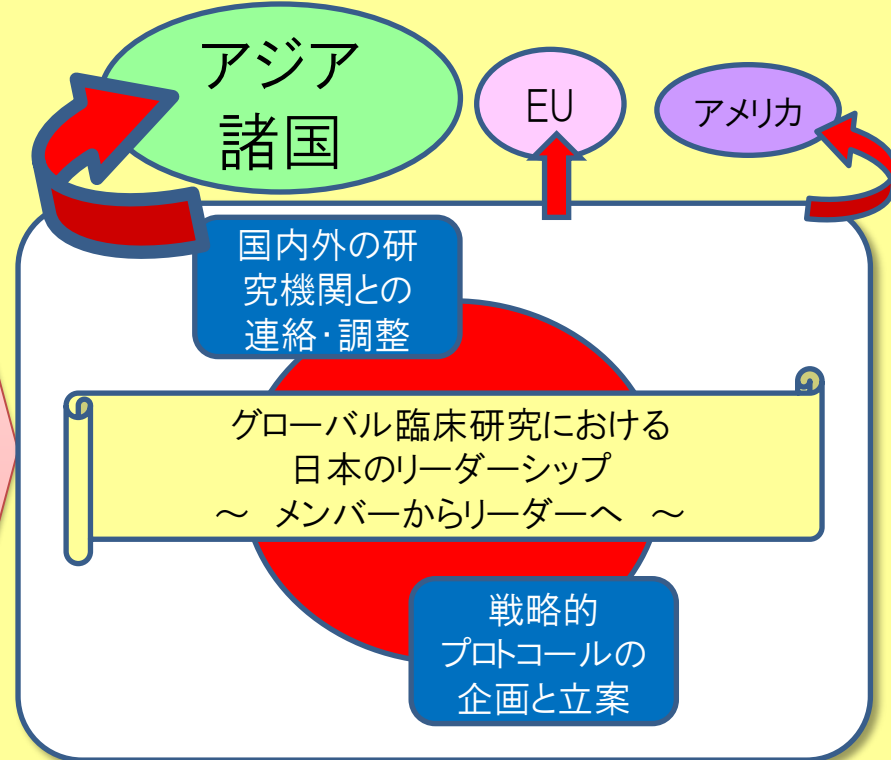 アジア
諸国
EU
アメリカ
国内外の研
究機関との
連絡・調整
グローバル臨床研究における
日本のリーダーシップ
～ メンバーからリーダーへ ～
戦略的
プロトコールの
企画と立案